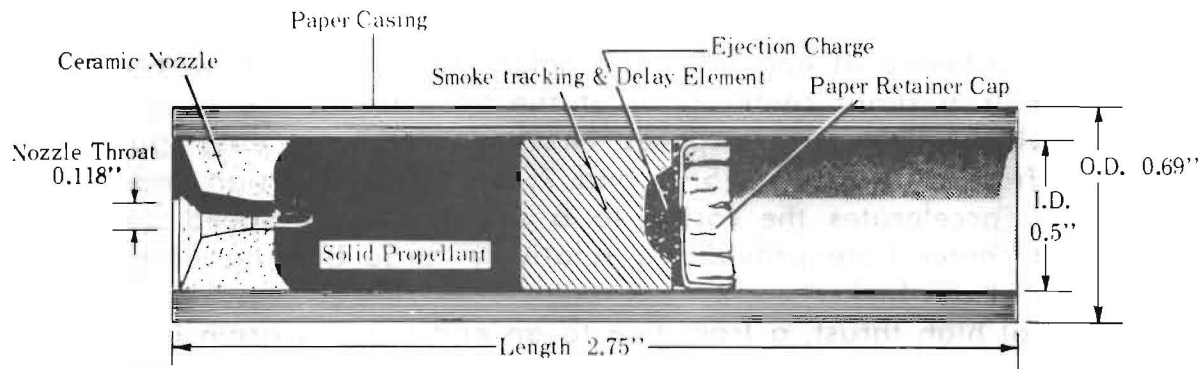 Paper Casing
Ceramic Nozzle
Ejection Charge
Smoke tracking & Delay Element
Paper Retainer Cap
Nozzle Throat
0.118"
O.D. 0.69"
I.D.
0.5"
Solid Propellant
Length 2.75"